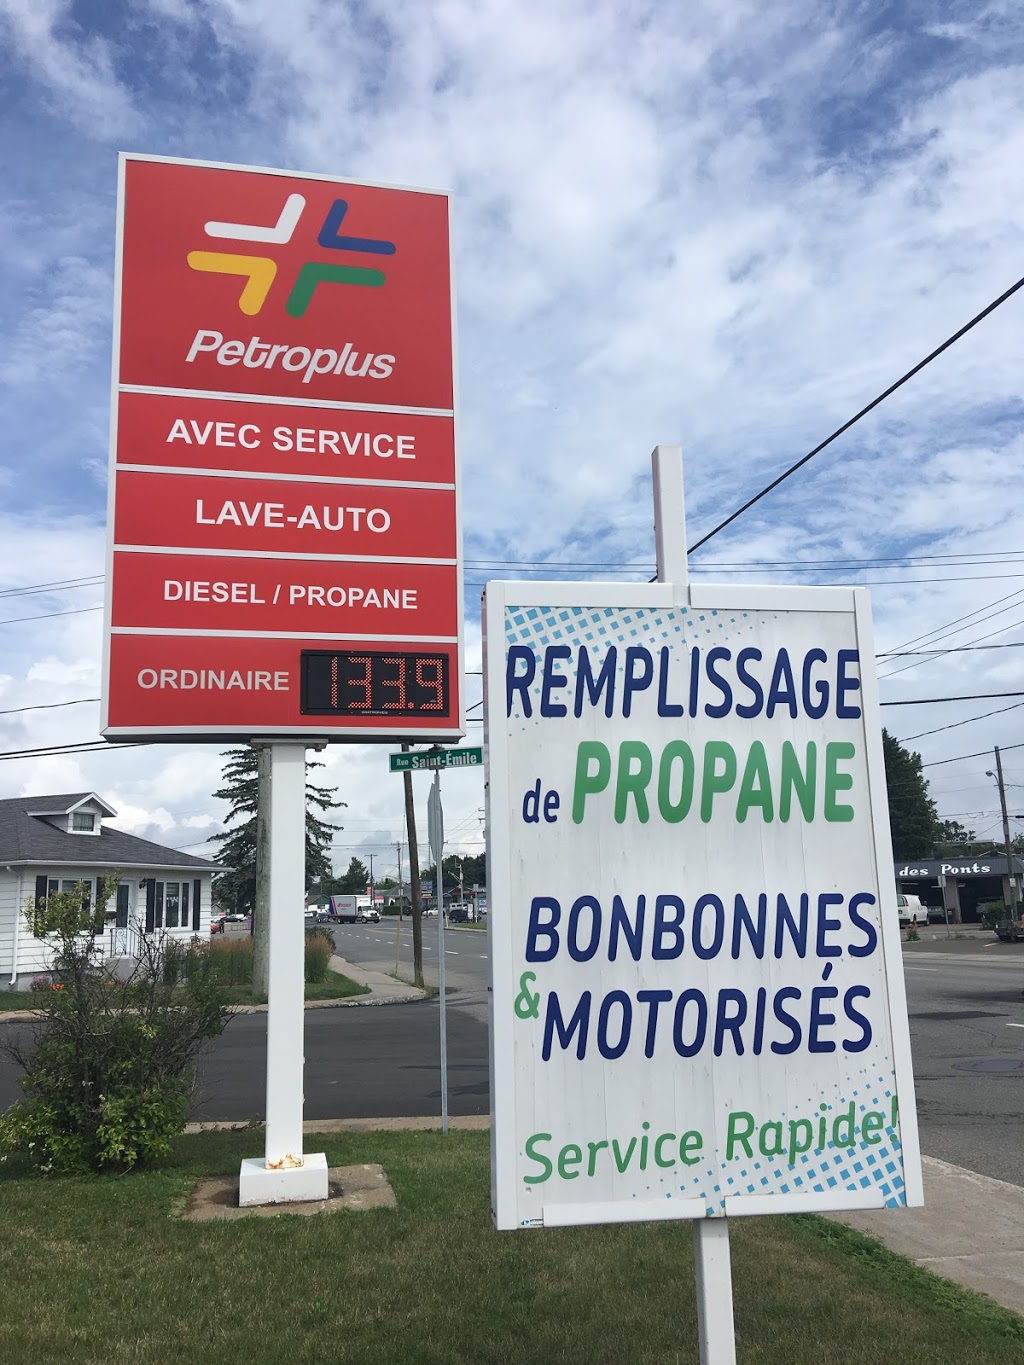 Petroplus
AVEC SERVICE
LAVE-AUTO
DIESEL / PROPANE
ORDINAIRE 133.9
Rue Saint-Émile
REMPLISSAGE
de PROPANE
BONBONNES
& MOTORISÉS
Service Rapide!
des Ponts